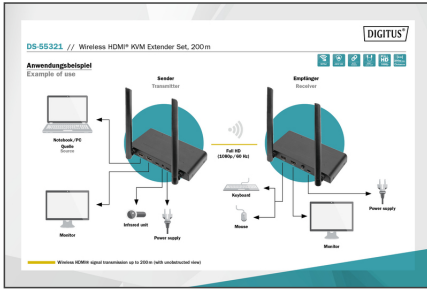 DIGITUS®
DS-55321 // Wireless HDMI® KVM Extender Set, 200m
Anwendungsbeispiel
Example of use
Sender
Transmitter
Empfänger
Receiver
Notebook/PC
Quelle
Source
Full HD
(1080p/60 Hz)
Keyboard
Mouse
Monitor
Infrared unit
Power supply
Power supply
Monitor
Wireless HDMI® signal transmission up to 200m (with unobstructed view)